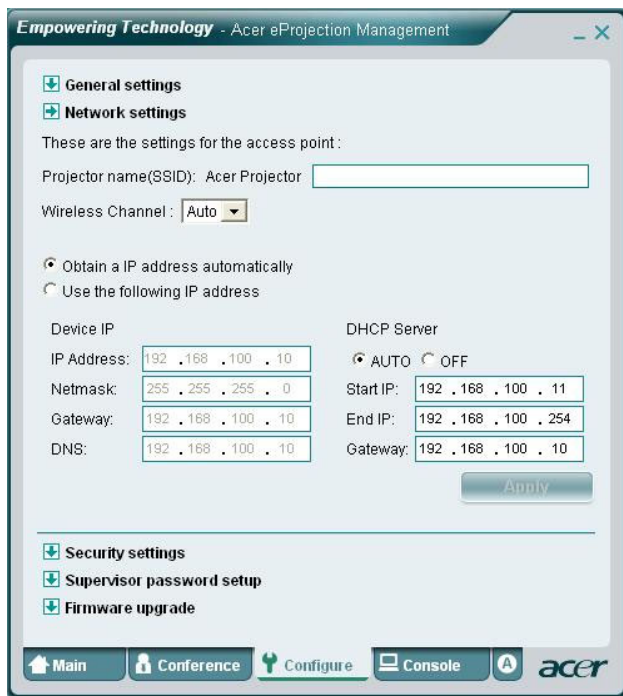 Empowering Technology - Acer eProjection Management
General settings
Network settings
These are the settings for the access point :
Projector name(SSID): Acer Projector
Wireless Channel : Auto
Obtain a IP address automatically
Use the following IP address
Device IP
IP Address: 192 . 168 . 100 . 10
Netmask: 255 . 255 . 255 . 0
Gateway: 192 . 168 . 100 . 10
DNS: 192 . 168 . 100 . 10
DHCP Server
AUTO OFF
Start IP: 192 . 168 . 100 . 11
End IP: 192 . 168 . 100 . 254
Gateway: 192 . 168 . 100 . 10
Apply
Security settings
Supervisor password setup
Firmware upgrade
Main Conference Configure Console A acer